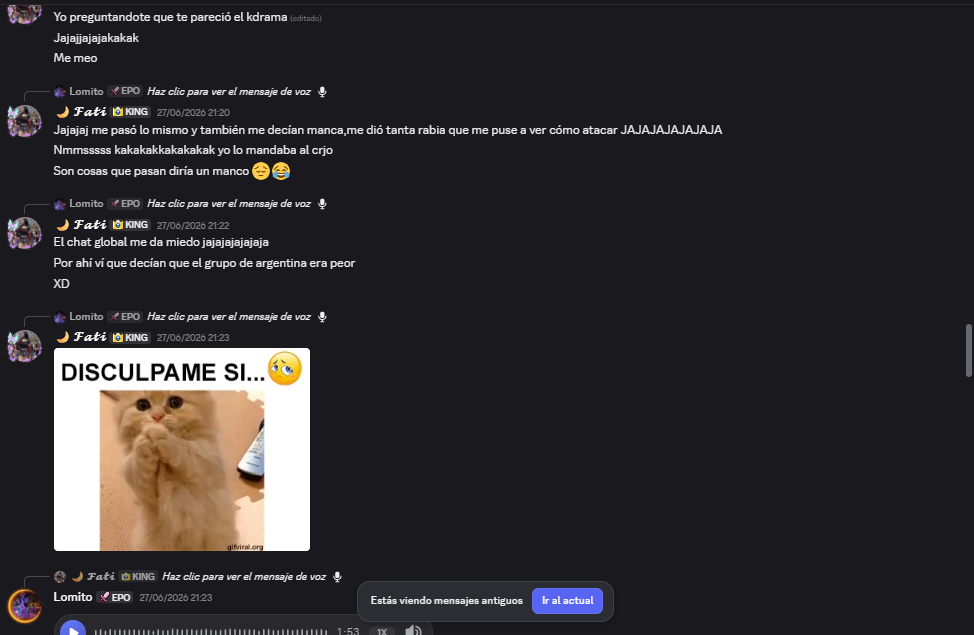 Yo preguntandote que te pareció el kdrama (editado)
Jajajjajajakakak
Me meo
Lomito EPO Haz clic para ver el mensaje de voz
🌙 𝓕𝓪𝓽𝓲 KING 27/06/2026 21:20
Jajajaj me pasó lo mismo y también me decían manca,me dió tanta rabia que me puse a ver cómo atacar JAJAJAJAJAJAJA
Nmmsssss kakakakkakakakak yo lo mandaba al crjo
Son cosas que pasan diría un manco 😔😂
Lomito EPO Haz clic para ver el mensaje de voz
🌙 𝓕𝓪𝓽𝓲 KING 27/06/2026 21:22
El chat global me da miedo jajajajajajaja
Por ahí ví que decían que el grupo de argentina era peor
XD
Lomito EPO Haz clic para ver el mensaje de voz
🌙 𝓕𝓪𝓽𝓲 KING 27/06/2026 21:23
DISCULPAME SI...🥺
gifviral.org
🌙 𝓕𝓪𝓽𝓲 KING Haz clic para ver el mensaje de voz
Lomito EPO 27/06/2026 21:23
Estás viendo mensajes antiguos Ir al actual
1:53 1X